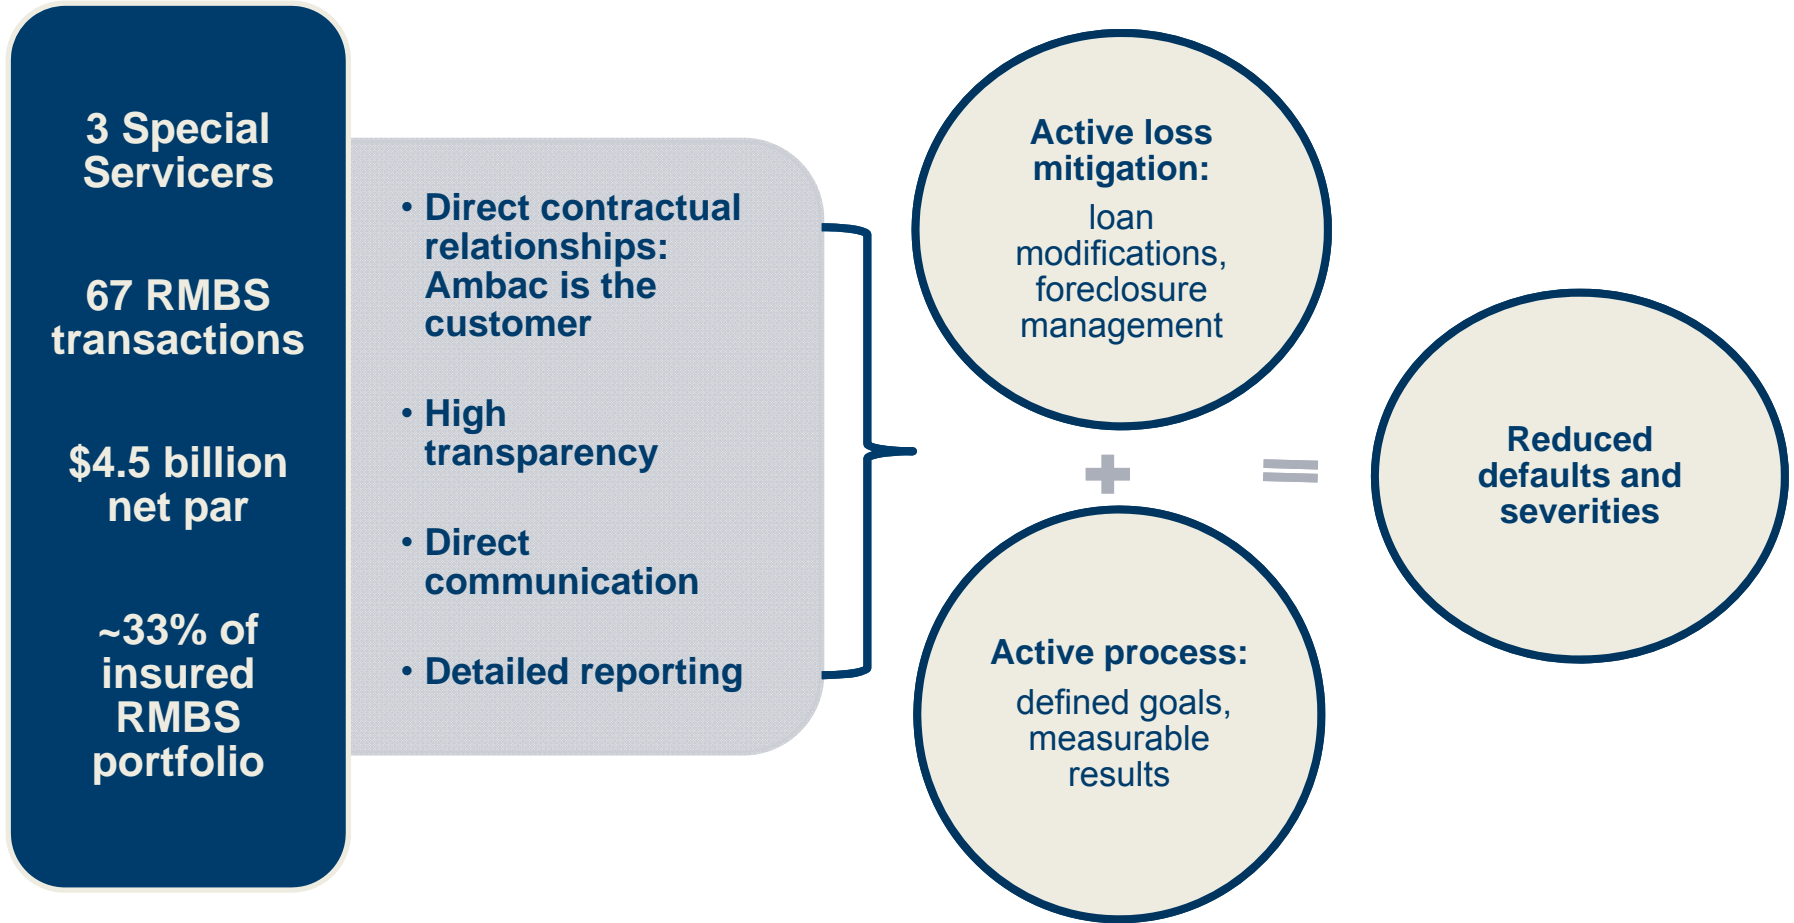 3 Special
Servicers
67 RMBS
transactions
$4.5 billion
net par
~33% of
insured
RMBS
portfolio
• Direct contractual
relationships:
Ambac is the
customer
• High
transparency
• Direct
communication
• Detailed reporting
Active loss
mitigation:
loan
modifications,
foreclosure
management
+
Active process:
defined goals,
measurable
results
=
Reduced
defaults and
severities